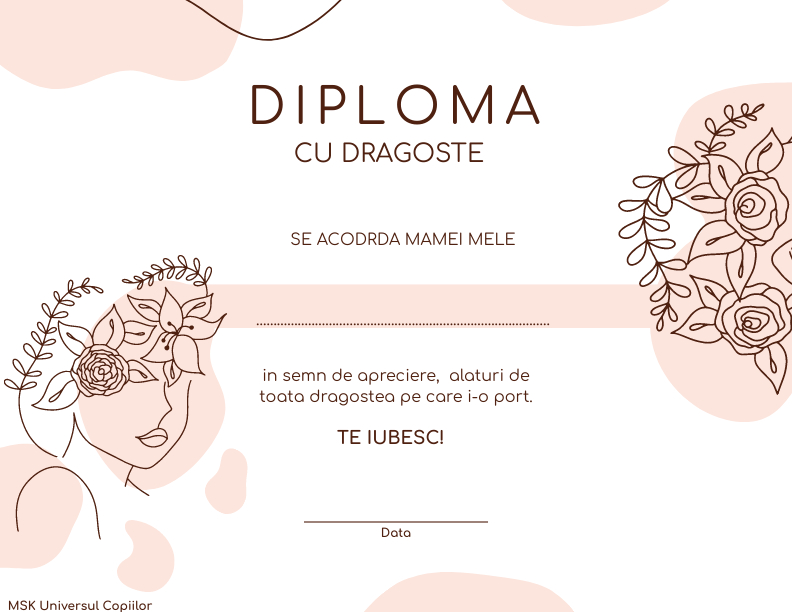 DIPLOMA
CU DRAGOSTE
SE ACODRDA MAMEI MELE
in semn de apreciere, alaturi de
toata dragostea pe care i-o port.
TE IUBESC!
Data
MSK Universul Copiilor